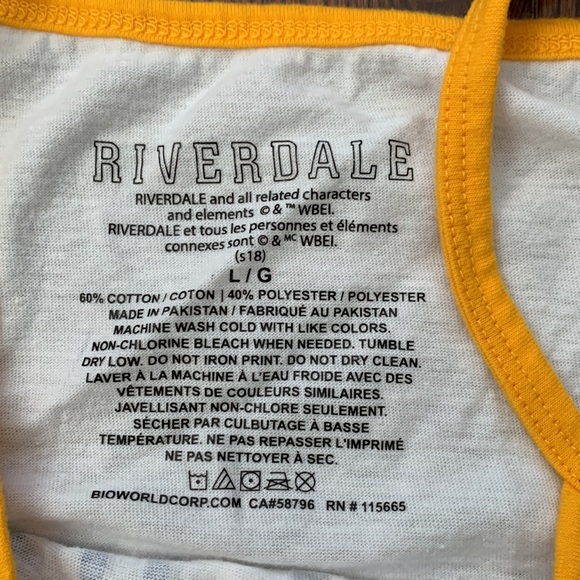 RIVERDALE
RIVERDALE and all related characters
and elements © & ™ WBEI.
RIVERDALE et tous les personnes et éléments
connexes sont © & MC WBEI.
(s18)
L / G
60% COTTON / COTON | 40% POLYESTER / POLYESTER
MADE IN PAKISTAN / FABRIQUÉ AU PAKISTAN
MACHINE WASH COLD WITH LIKE COLORS.
NON-CHLORINE BLEACH WHEN NEEDED. TUMBLE
DRY LOW. DO NOT IRON PRINT. DO NOT DRY CLEAN.
LAVER À LA MACHINE À L'EAU FROIDE AVEC DES
VÊTEMENTS DE COULEURS SIMILAIRES.
JAVELLISANT NON-CHLORE SEULEMENT.
SÉCHER PAR CULBUTAGE À BASSE
TEMPÉRATURE. NE PAS REPASSER L'IMPRIMÉ
NE PAS NETTOYER À SEC.
BIOWORLDCORP.COM CA#58796 RN # 115665